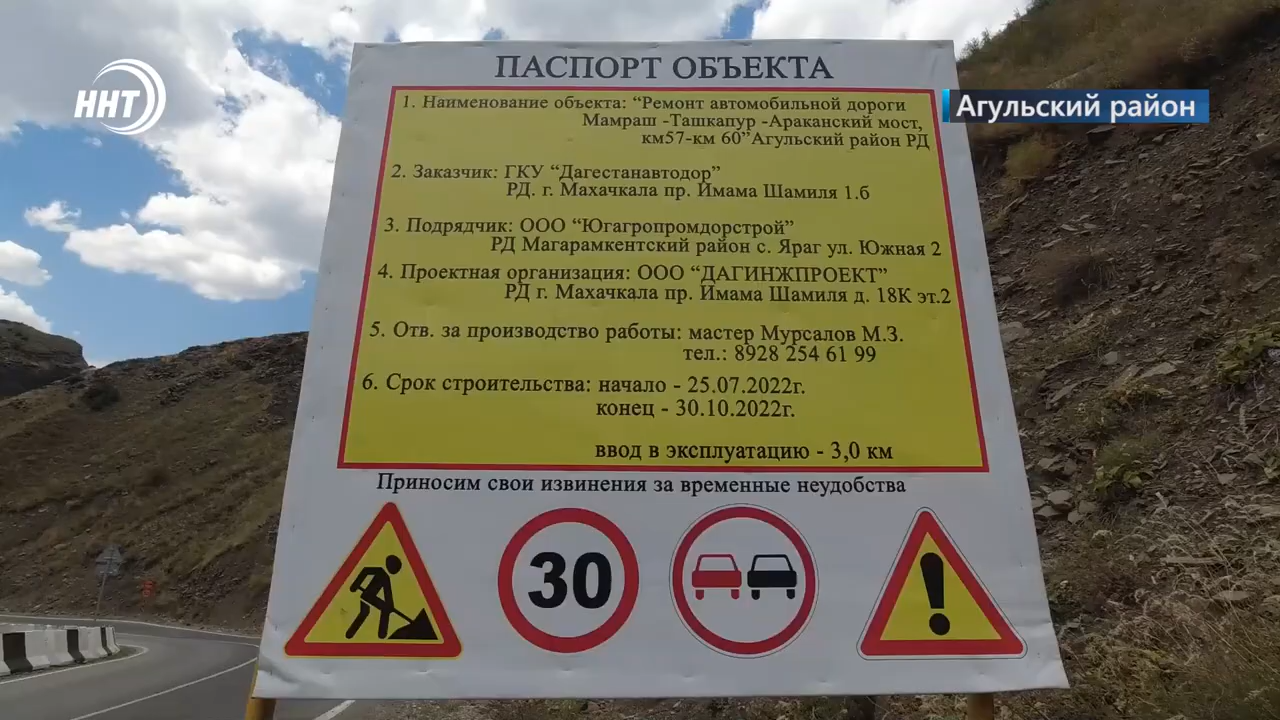 ННТ
Агульский район
ПАСПОРТ ОБЪЕКТА
1. Наименование объекта: “Ремонт автомобильной дороги
Мамраш -Ташкапур -Араканский мост,
км57-км 60”Агульский район РД
2. Заказчик: ГКУ “Дагестанавтодор”
РД. г. Махачкала пр. Имама Шамиля 1.б
3. Подрядчик: ООО “Югагропромдорстрой”
РД Магарамкентский район с. Яраг ул. Южная 2
4. Проектная организация: ООО “ДАГИНЖПРОЕКТ”
РД г. Махачкала пр. Имама Шамиля д. 18К эт.2
5. Отв. за производство работы: мастер Мурсалов М.З.
тел.: 8928 254 61 99
6. Срок строительства: начало - 25.07.2022г.
конец - 30.10.2022г.
ввод в эксплуатацию - 3,0 км
Приносим свои извинения за временные неудобства
30